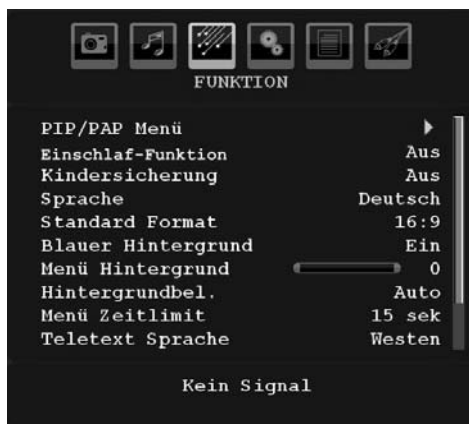 FUNKTION
PIP/PAP Menü
Einschlaf-Funktion Aus
Kindersicherung Aus
Sprache Deutsch
Standard Format 16:9
Blauer Hintergrund Ein
Menü Hintergrund 0
Hintergrundbel. Auto
Menü Zeitlimit 15 sek
Teletext Sprache Westen
Kein Signal